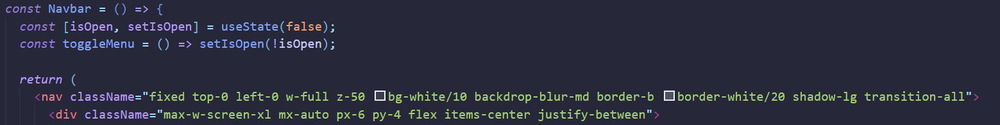 const Navbar = () => {
const [isOpen, setIsOpen] = useState(false);
const toggleMenu = () => setIsOpen(!isOpen);
return (
<nav className="fixed top-0 left-0 w-full z-50 bg-white/10 backdrop-blur-md border-b border-white/20 shadow-lg transition-all">
<div className="max-w-screen-xl mx-auto px-6 py-4 flex items-center justify-between">